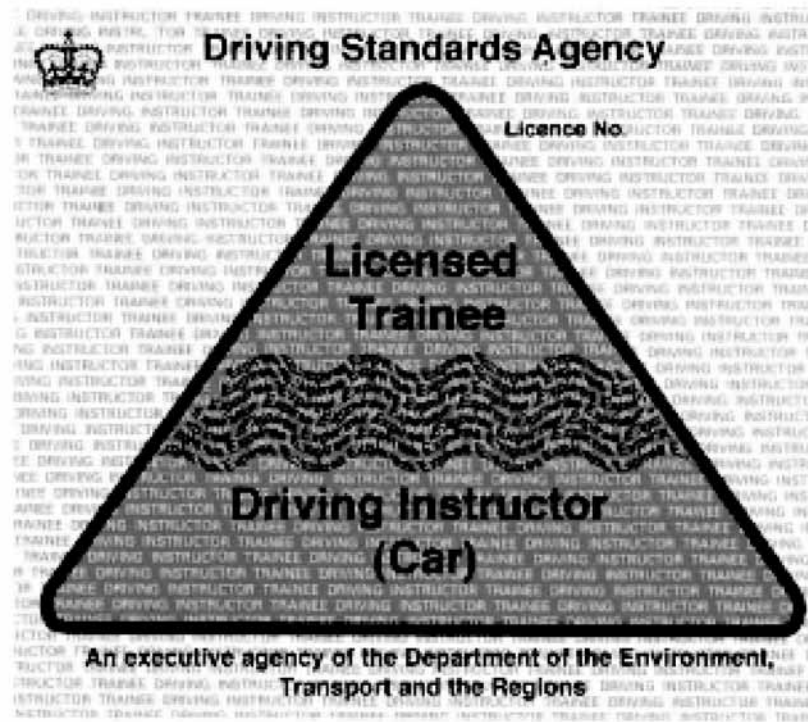 Driving Standards Agency
Licence No.
Licensed
Trainee
Driving Instructor
(Car)
An executive agency of the Department of the Environment,
Transport and the Regions